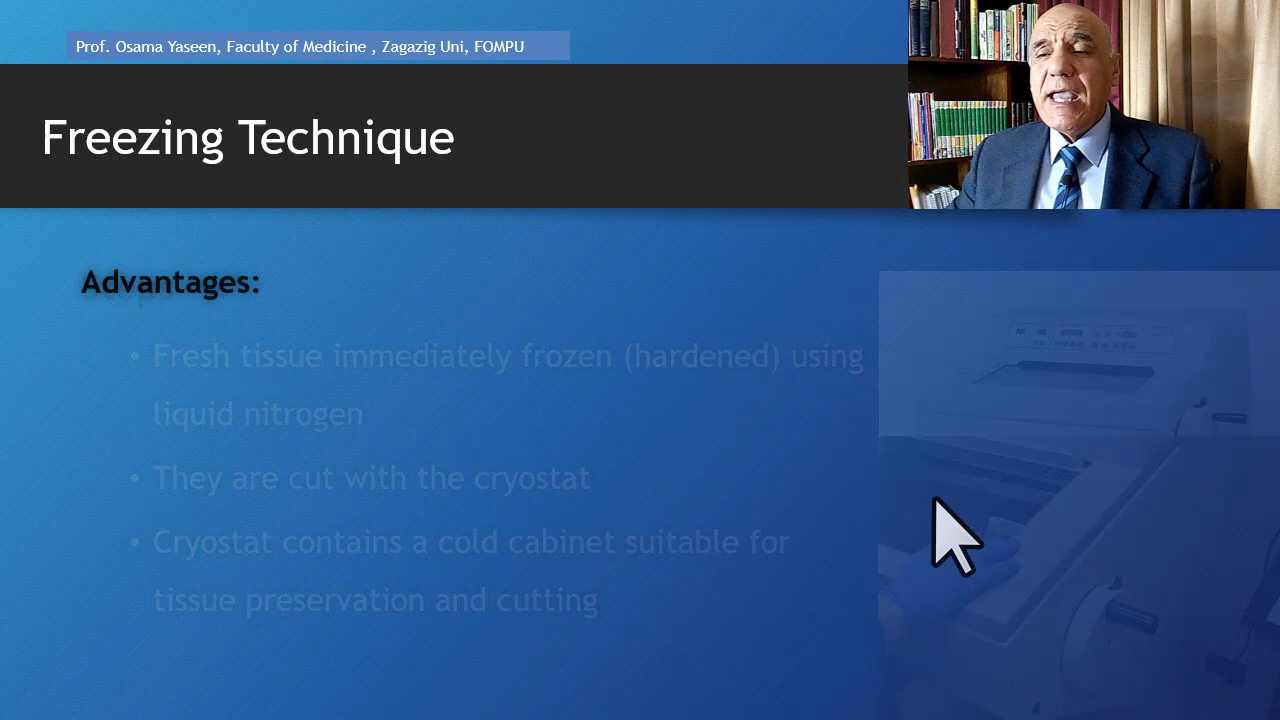 Prof. Osama Yaseen, Faculty of Medicine , Zagazig Uni, FOMPU
Freezing Technique
Advantages:
• Fresh tissue immediately frozen (hardened) using
liquid nitrogen
• They are cut with the cryostat
• Cryostat contains a cold cabinet suitable for
tissue preservation and cutting